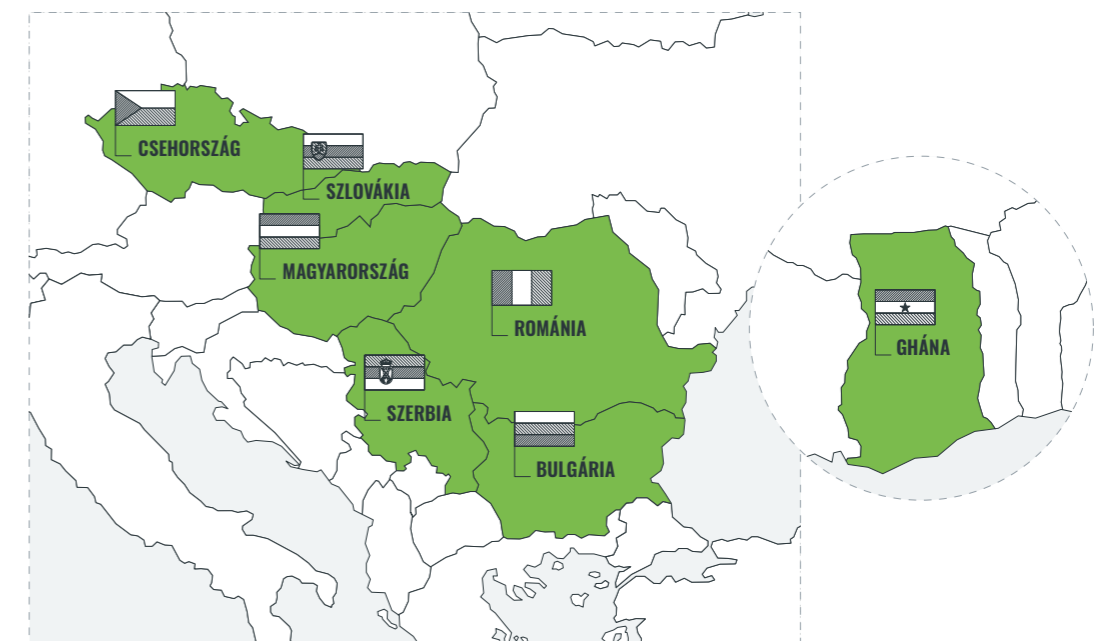 CSEHORSZÁG
SZLOVÁKIA
MAGYARORSZÁG
ROMÁNIA
GHÁNA
SZERBIA
BULGÁRIA